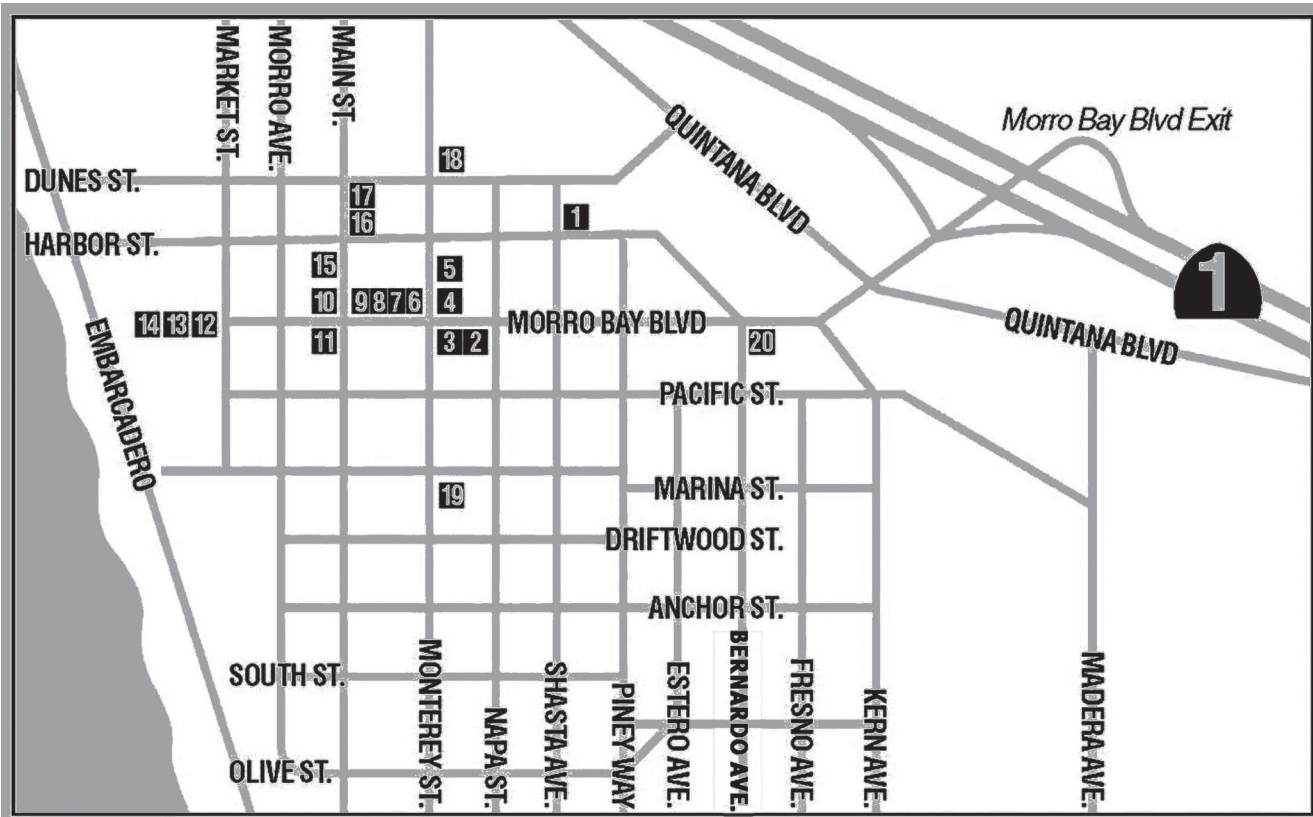 MARKET ST.
MORRO AVE.
MAIN ST.
QUINTANA BLVD
Morro Bay Blvd Exit
DUNES ST.
18
17
16
1
HARBOR ST.
15
5
1
10
9 8 7 6
4
14 13 12
MORRO BAY BLVD
QUINTANA BLVD
11
3 2
20
EMBARCADERO
PACIFIC ST.
19
MARINA ST.
DRIFTWOOD ST.
ANCHOR ST.
SOUTH ST.
MONTEREY ST.
NAPA ST.
SHASTA AVE.
PINEY WAY
ESTERO AVE.
BERNARDO AVE.
FRESNO AVE.
KERN AVE.
MADERA AVE.
OLIVE ST.